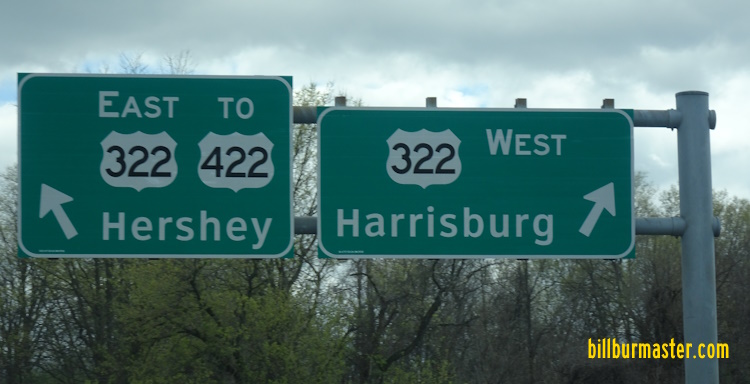 EAST TO
322 422
Hershey
322 WEST
Harrisburg
billburmaster.com